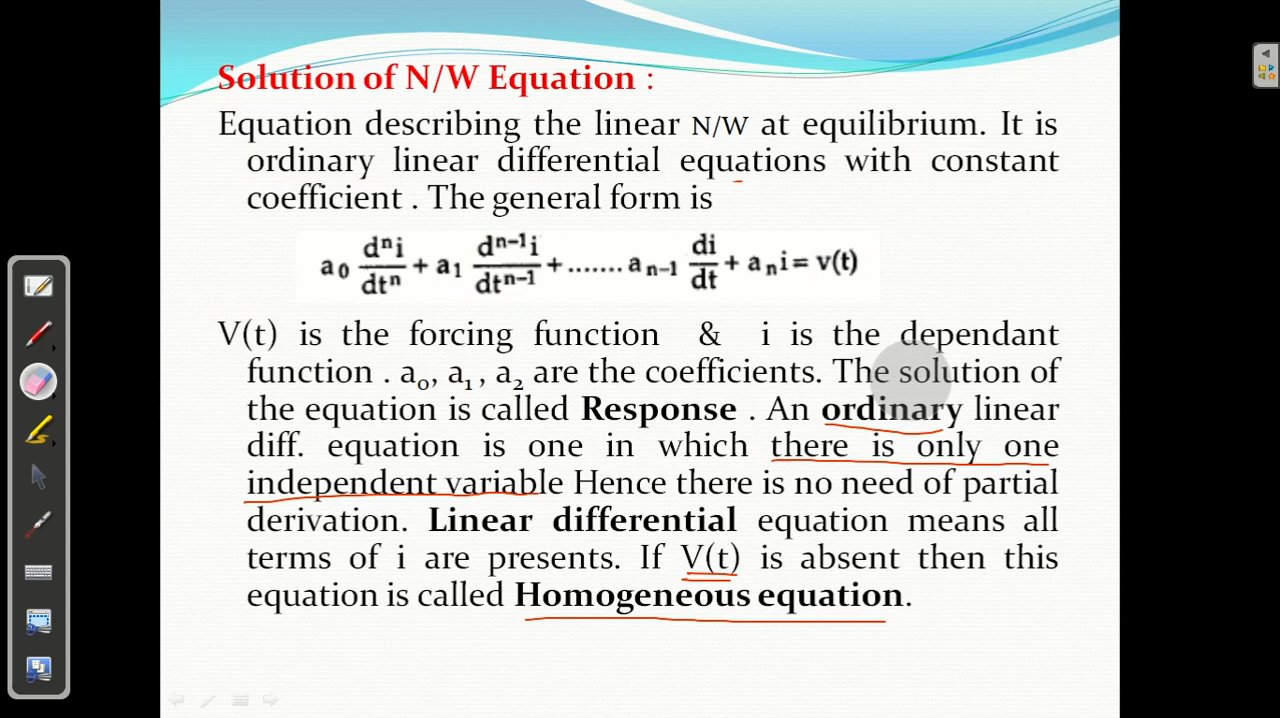 Solution of N/W Equation :
Equation describing the linear N/W at equilibrium. It is
ordinary linear differential equations with constant
coefficient . The general form is
a₀ dⁿi/dtⁿ + a₁ dⁿ⁻¹i/dtⁿ⁻¹ + ....... aₙ₋₁ di/dt + aₙ i = v(t)
V(t) is the forcing function & i is the dependant
function . a₀, a₁ , a₂ are the coefficients. The solution of
the equation is called Response . An ordinary linear
diff. equation is one in which there is only one
independent variable Hence there is no need of partial
derivation. Linear differential equation means all
terms of i are presents. If V(t) is absent then this
equation is called Homogeneous equation.